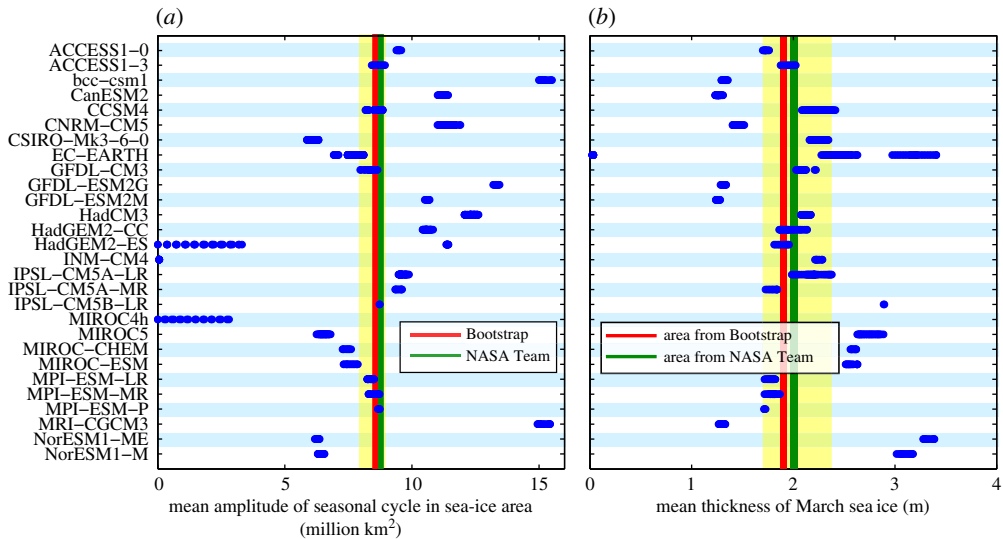 (a)
(b)
ACCESS1−0
ACCESS1−3
bcc−csm1
CanESM2
CCSM4
CNRM−CM5
CSIRO−Mk3−6−0
EC−EARTH
GFDL−CM3
GFDL−ESM2G
GFDL−ESM2M
HadCM3
HadGEM2−CC
HadGEM2−ES
INM−CM4
IPSL−CM5A−LR
IPSL−CM5A−MR
IPSL−CM5B−LR
MIROC4h
MIROC5
MIROC−CHEM
MIROC−ESM
MPI−ESM−LR
MPI−ESM−MR
MPI−ESM−P
MRI−CGCM3
NorESM1−ME
NorESM1−M
Bootstrap
NASA Team
0 5 10 15
mean amplitude of seasonal cycle in sea-ice area
(million km²)
area from Bootstrap
area from NASA Team
0 1 2 3 4
mean thickness of March sea ice (m)